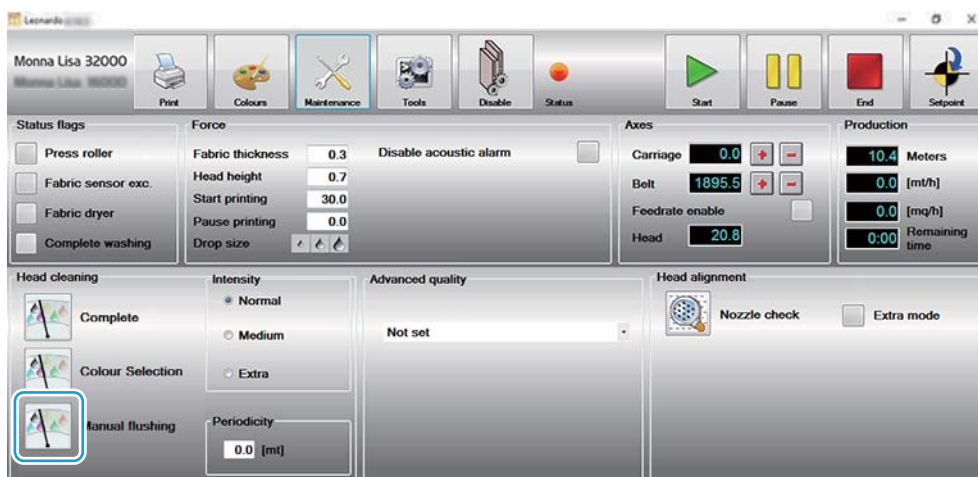 Leonardo
Monna Lisa 32000
Print
Colours
Maintenance
Tools
Disable
Status
Start
Pause
End
Setpoint
Status flags
Press roller
Fabric sensor exc.
Fabric dryer
Complete washing
Force
Fabric thickness 0.3
Head height 0.7
Start printing 30.0
Pause printing 0.0
Drop size
Disable acoustic alarm
Axes
Carriage 0.0 + -
Belt 1895.5 + -
Feedrate enable
Head 20.8
Production
10.4 Meters
0.0 [mt/h]
0.0 [mq/h]
0:00 Remaining
time
Head cleaning
Complete
Colour Selection
Manual flushing
Intensity
Normal
Medium
Extra
Periodicity
0.0 [mt]
Advanced quality
Not set
Head alignment
Nozzle check
Extra mode